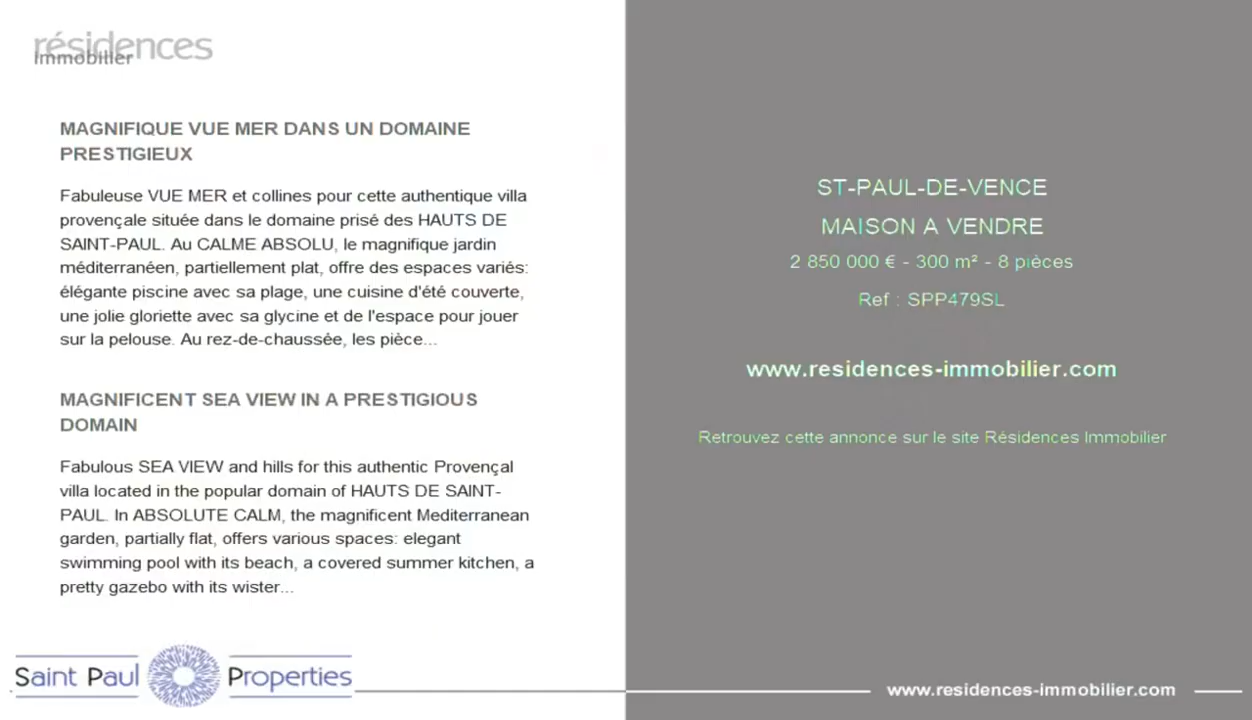 résidences
Immobilier
MAGNIFIQUE VUE MER DANS UN DOMAINE
PRESTIGIEUX
Fabuleuse VUE MER et collines pour cette authentique villa
provençale située dans le domaine prisé des HAUTS DE
SAINT-PAUL. Au CALME ABSOLU, le magnifique jardin
méditerranéen, partiellement plat, offre des espaces variés:
élégante piscine avec sa plage, une cuisine d'été couverte,
une jolie gloriette avec sa glycine et de l'espace pour jouer
sur la pelouse. Au rez-de-chaussée, les pièce...
MAGNIFICENT SEA VIEW IN A PRESTIGIOUS
DOMAIN
Fabulous SEA VIEW and hills for this authentic Provençal
villa located in the popular domain of HAUTS DE SAINT-
PAUL. In ABSOLUTE CALM, the magnificent Mediterranean
garden, partially flat, offers various spaces: elegant
swimming pool with its beach, a covered summer kitchen, a
pretty gazebo with its wister...
Saint Paul Properties
ST-PAUL-DE-VENCE
MAISON A VENDRE
2 850 000 € - 300 m² - 8 pièces
Ref : SPP479SL
www.residences-immobilier.com
Retrouvez cette annonce sur le site Résidences Immobilier
www.residences-immobilier.com